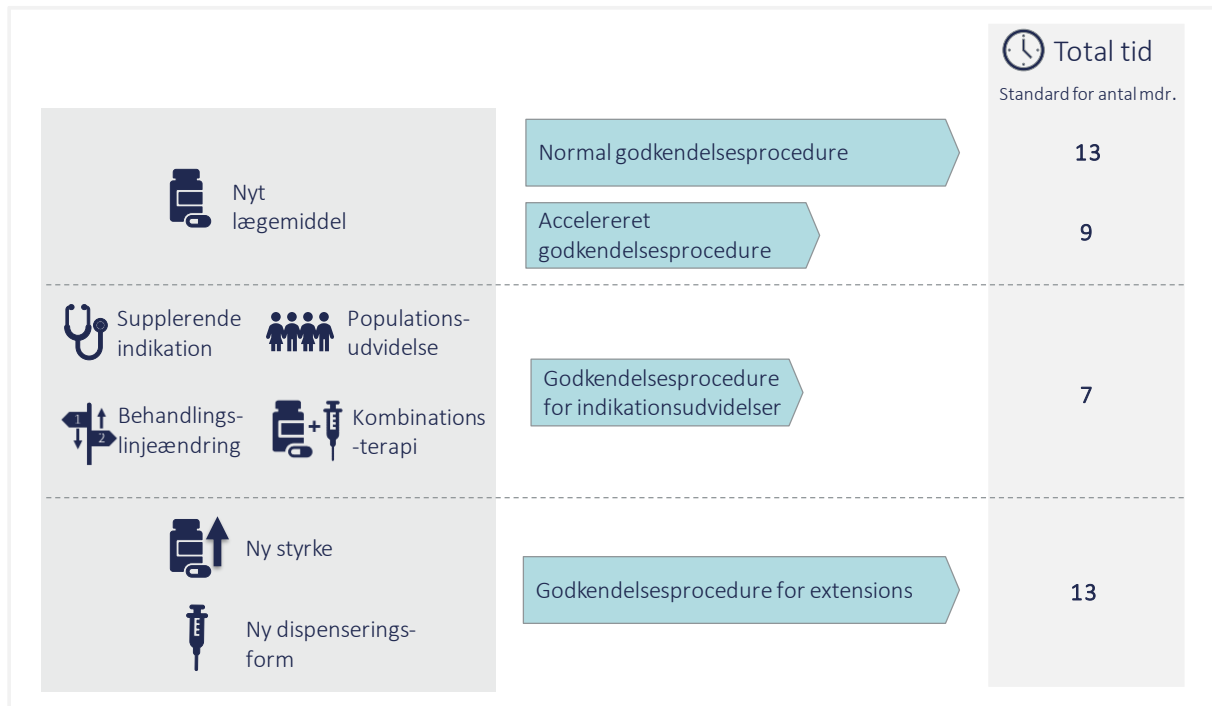 Total tid
Standard for antal mdr.
Nyt
lægemiddel
Normal godkendelsesprocedure
13
Accelereret
godkendelsesprocedure
9
Supplerende
indikation
Populations-
udvidelse
1
2
Behandlings-
linjeændring
+
Kombinations
-terapi
Godkendelsesprocedure
for indikationsudvidelser
7
Ny styrke
Ny dispenserings-
form
Godkendelsesprocedure for extensions
13